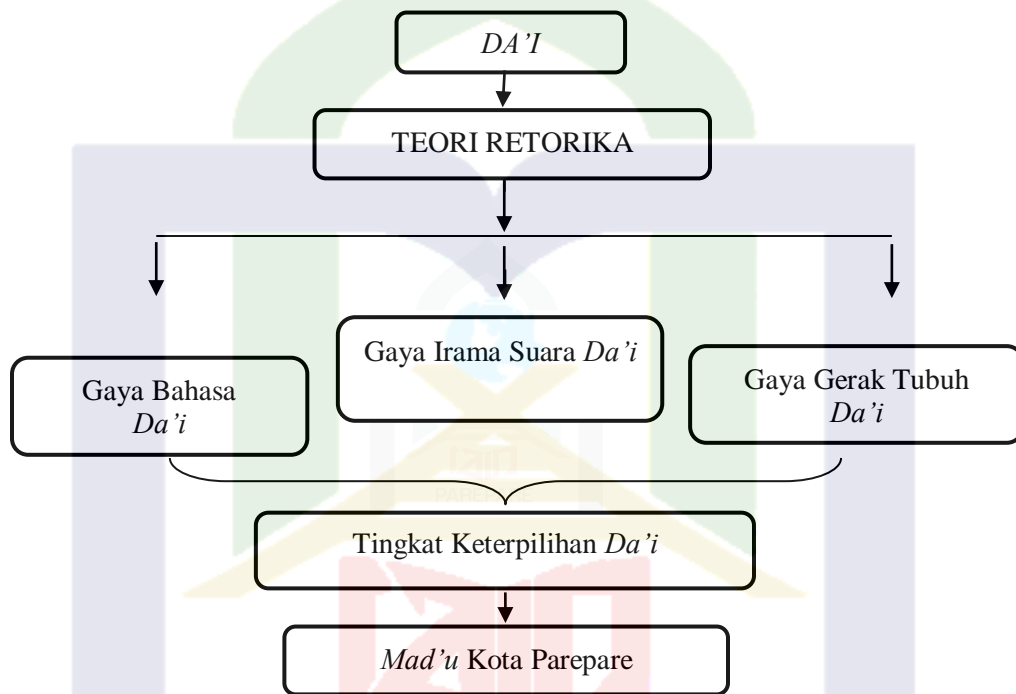 DA’I
TEORI RETORIKA
Gaya Bahasa
Da’i
Gaya Irama Suara Da’i
Gaya Gerak Tubuh
Da’i
PAREPARE
Tingkat Keterpilihan Da’i
Mad’u Kota Parepare